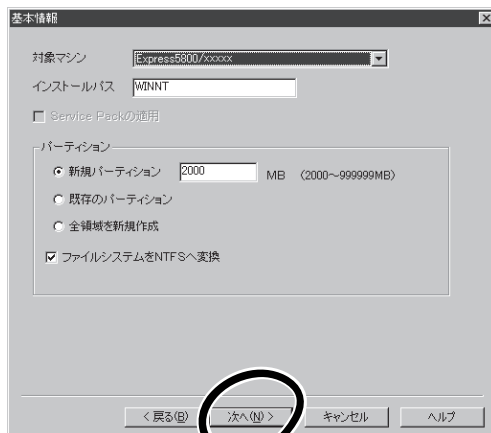 基本情報
対象マシン Express5800/xxxxx
インストールパス WINNT
Service Packの適用
パーティション
新規パーティション 2000 MB (2000～999999MB)
既存のパーティション
全領域を新規作成
ファイルシステムをNTFSへ変換
< 戻る(B) 次へ(N) > キャンセル ヘルプ